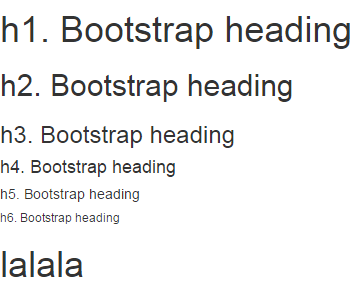 h1. Bootstrap heading
h2. Bootstrap heading
h3. Bootstrap heading
h4. Bootstrap heading
h5. Bootstrap heading
h6. Bootstrap heading
lalala